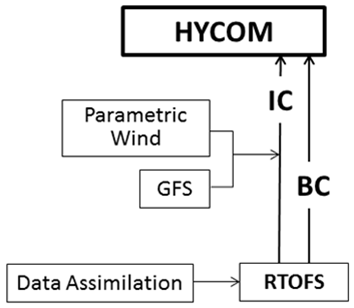 HYCOM
IC
Parametric
Wind
GFS
BC
Data Assimilation
RTOFS